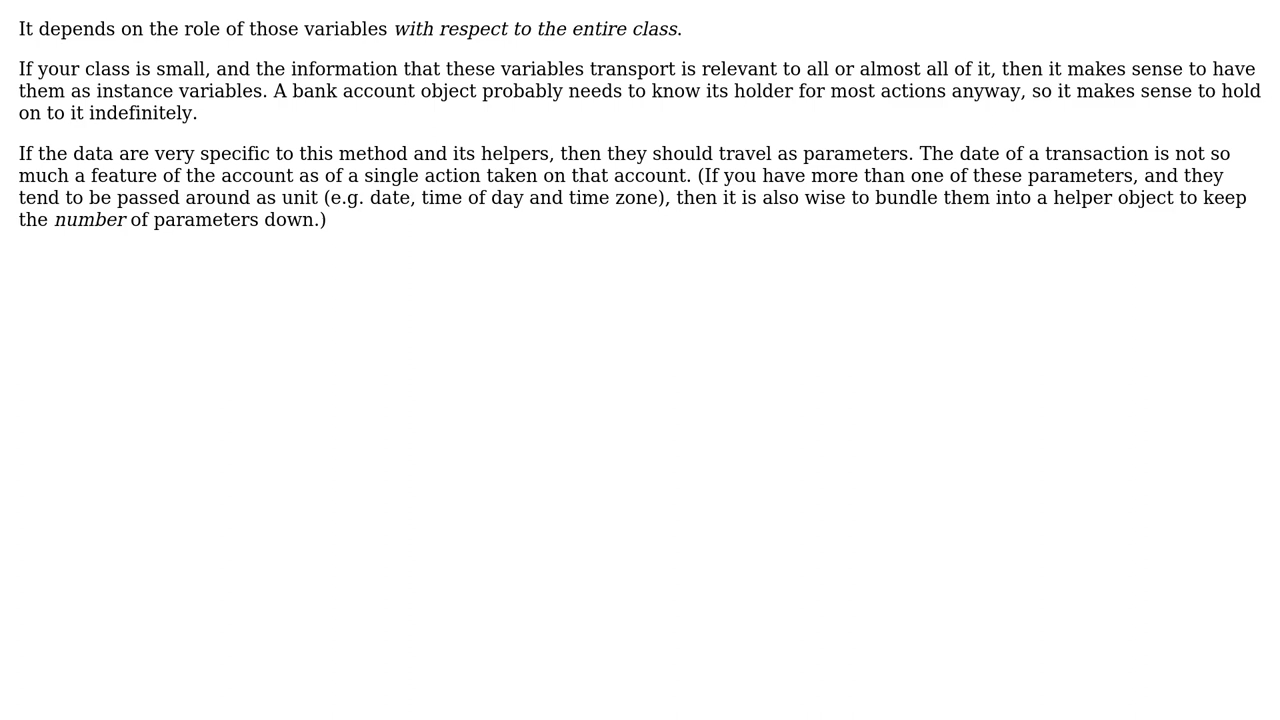 It depends on the role of those variables with respect to the entire class.
If your class is small, and the information that these variables transport is relevant to all or almost all of it, then it makes sense to have
them as instance variables. A bank account object probably needs to know its holder for most actions anyway, so it makes sense to hold
on to it indefinitely.
If the data are very specific to this method and its helpers, then they should travel as parameters. The date of a transaction is not so
much a feature of the account as of a single action taken on that account. (If you have more than one of these parameters, and they
tend to be passed around as unit (e.g. date, time of day and time zone), then it is also wise to bundle them into a helper object to keep
the number of parameters down.)